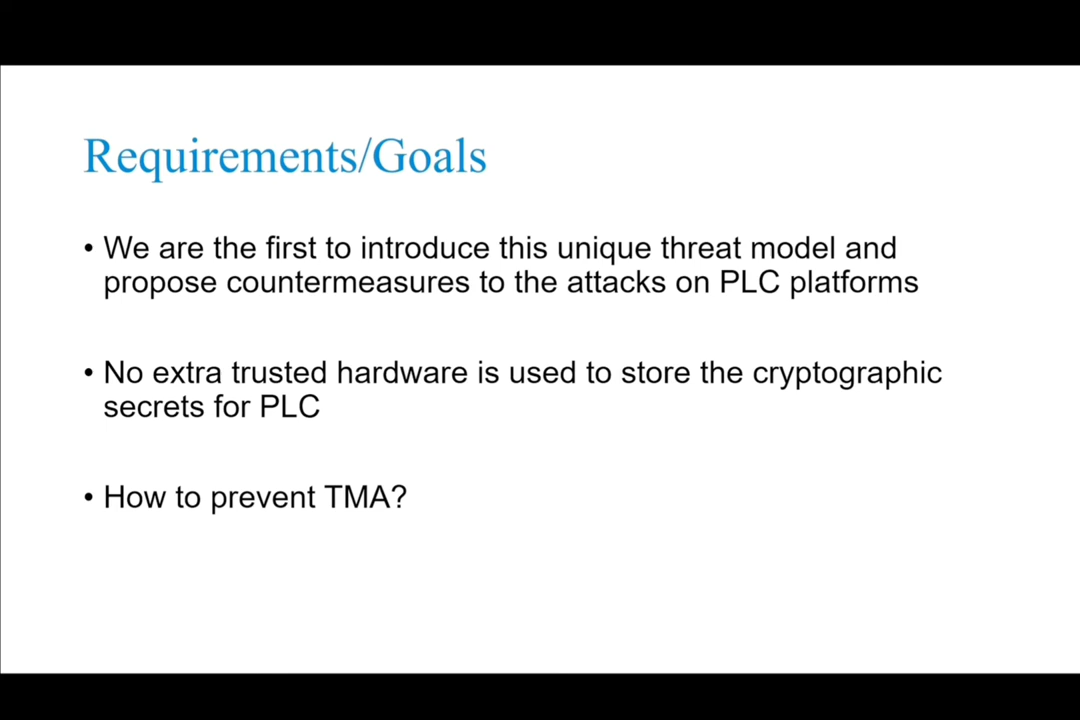 Requirements/Goals
• We are the first to introduce this unique threat model and
propose countermeasures to the attacks on PLC platforms
• No extra trusted hardware is used to store the cryptographic
secrets for PLC
• How to prevent TMA?